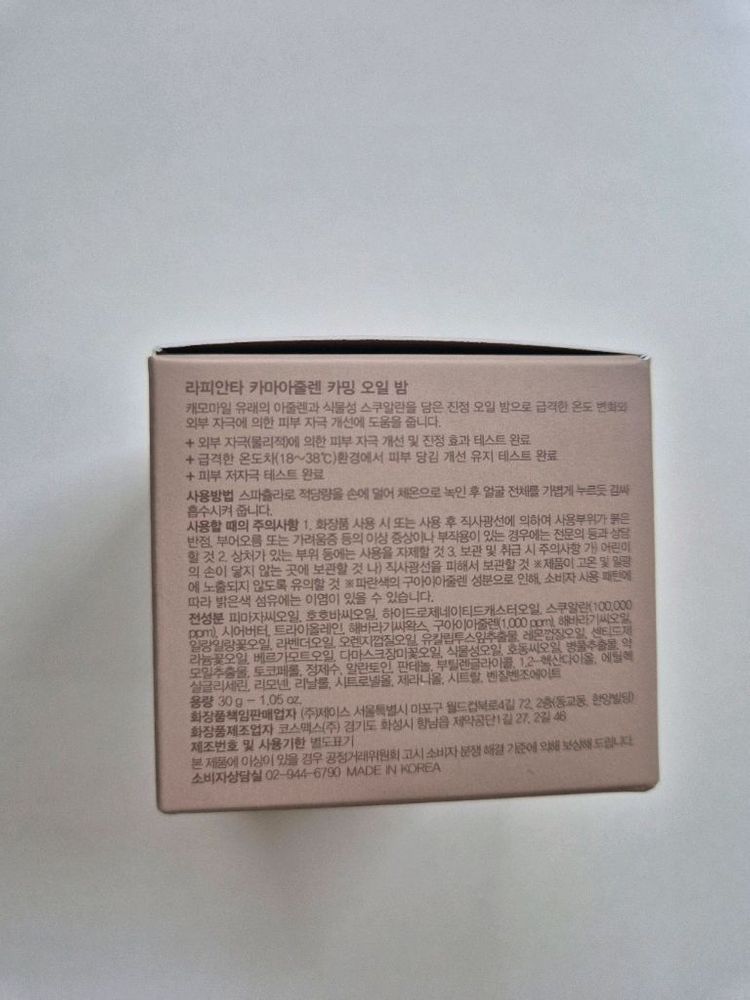 라피안타 카마아줄렌 카밍 오일 밤
캐모마일 유래의 아줄렌과 식물성 스쿠알란을 담은 진정 오일 밤으로 급격한 온도 변화와
외부 자극에 의한 피부 자극 개선에 도움을 줍니다.
+ 외부 자극(물리적)에 의한 피부 자극 개선 및 진정 효과 테스트 완료
+ 급격한 온도차(18~38℃)환경에서 피부 당김 개선 유지 테스트 완료
+ 피부 저자극 테스트 완료
사용방법 스파출라로 적당량을 손에 덜어 체온으로 녹인 후 얼굴 전체를 가볍게 누르듯 감싸
흡수시켜 줍니다.
사용할 때의 주의사항 1. 화장품 사용 시 또는 사용 후 직사광선에 의하여 사용부위가 붉은
반점, 부어오름 또는 가려움증 등의 이상 증상이나 부작용이 있는 경우에는 전문의 등과 상담
할 것 2. 상처가 있는 부위 등에는 사용을 자제할 것 3. 보관 및 취급 시 주의사항 가) 어린이
의 손이 닿지 않는 곳에 보관할 것 나) 직사광선을 피해서 보관할 것 ※제품이 고온 및 일광
에 노출되지 않도록 유의할 것 ※파란색의 구아이아줄렌 성분으로 인해, 소비자 사용 패턴에
따라 밝은색 섬유에는 이염이 있을 수 있습니다.
전성분 피마자씨오일, 호호바씨오일, 하이드로제네이티드캐스터오일, 스쿠알란(100,000
ppm), 시어버터, 트라이올레인, 해바라기씨왁스, 구아이아줄렌(1,000 ppm), 해바라기씨오일,
일랑일랑꽃오일, 라벤더오일, 오렌지껍질오일, 유칼립투스잎추출물, 레몬껍질오일, 센티드제
라늄꽃오일, 베르가모트오일, 다마스크장미꽃오일, 식물성오일, 호동씨오일, 병풀추출물, 약
모밀추출물, 토코페롤, 정제수, 알란토인, 판테놀, 부틸렌글라이콜, 1,2-헥산다이올, 에틸헥
실글리세린, 리모넨, 리날룰, 시트로넬올, 제라니올, 시트랄, 벤질벤조에이트
용량 30 g – 1.05 oz.
화장품책임판매업자 (주)제이스 서울특별시 마포구 월드컵북로4길 72, 2층(동교동, 한양빌딩)
화장품제조업자 코스맥스(주) 경기도 화성시 향남읍 제약공단1길 27, 2길 46
제조번호 및 사용기한 별도표기
본 제품에 이상이 있을 경우 공정거래위원회 고시 소비자 분쟁 해결 기준에 의해 보상해 드립니다.
소비자상담실 02-944-6790 MADE IN KOREA